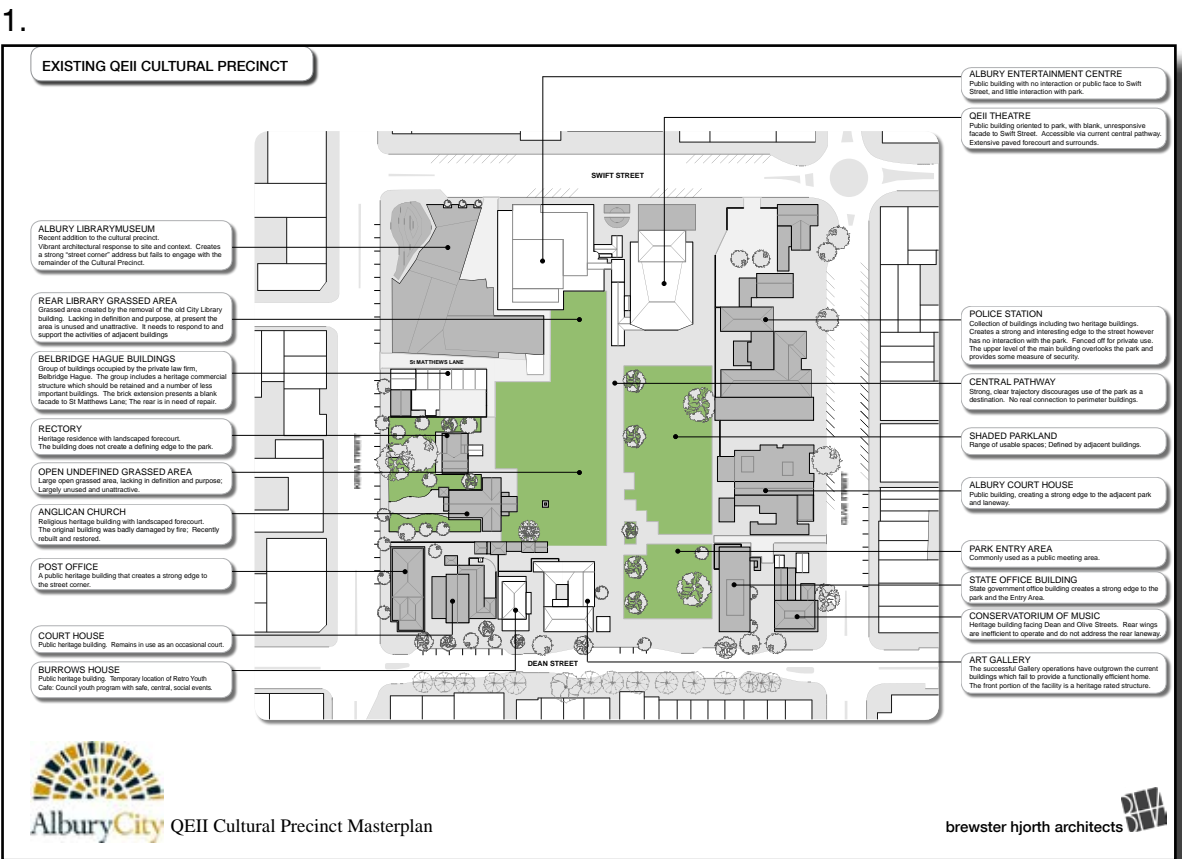 1.
EXISTING QEII CULTURAL PRECINCT
ALBURY LIBRARYMUSEUM
Recent addition to the cultural precinct.
Vibrant architectural response to site and context. Creates
a strong "street corner" address but fails to engage with the
remainder of the Cultural Precinct.
REAR LIBRARY GRASSED AREA
Grassed area created by the removal of the old City Library
building. Lacking in definition and purpose, at present the
area is unused and unattractive. It needs to respond to and
support the activities of adjacent buildings
BELBRIDGE HAGUE BUILDINGS
Group of buildings occupied by the private law firm,
Belbridge Hague. The group includes a heritage commercial
structure which should be retained and a number of less
important buildings. The brick extension presents a blank
facade to St Matthews Lane; The rear is in need of repair.
RECTORY
Heritage residence with landscaped forecourt.
The building does not create a defining edge to the park.
OPEN UNDEFINED GRASSED AREA
Large open grassed area, lacking in definition and purpose;
Largely unused and unattractive.
ANGLICAN CHURCH
Religious heritage building with landscaped forecourt.
The original building was badly damaged by fire; Recently
rebuilt and restored.
POST OFFICE
A public heritage building that creates a strong edge to
the street corner.
COURT HOUSE
Public heritage building. Remains in use as an occasional court.
BURROWS HOUSE
Public heritage building. Temporary location of Retro Youth
Cafe: Council youth program with safe, central, social events.
SWIFT STREET
St MATTHEWS LANE
KIEWA STREET
OLIVE STREET
DEAN STREET
ALBURY ENTERTAINMENT CENTRE
Public building with no interaction or public face to Swift
Street, and little interaction with park.
QEII THEATRE
Public building oriented to park, with blank, unresponsive
facade to Swift Street. Accessible via current central pathway.
Extensive paved forecourt and surrounds.
POLICE STATION
Collection of buildings including two heritage buildings.
Creates a strong and interesting edge to the street however
has no interaction with the park. Fenced off for private use.
The upper level of the main building overlooks the park and
provides some measure of security.
CENTRAL PATHWAY
Strong, clear trajectory discourages use of the park as a
destination. No real connection to perimeter buildings.
SHADED PARKLAND
Range of usable spaces; Defined by adjacent buildings.
ALBURY COURT HOUSE
Public building, creating a strong edge to the adjacent park
and laneway.
PARK ENTRY AREA
Commonly used as a public meeting area.
STATE OFFICE BUILDING
State government office building creates a strong edge to the
park and the Entry Area.
CONSERVATORIUM OF MUSIC
Heritage building facing Dean and Olive Streets. Rear wings
are inefficient to operate and do not address the rear laneway.
ART GALLERY
The successful Gallery operations have outgrown the current
buildings which fail to provide a functionally efficient home.
The front portion of the facility is a heritage rated structure.
AlburyCity QEII Cultural Precinct Masterplan
brewster hjorth architects